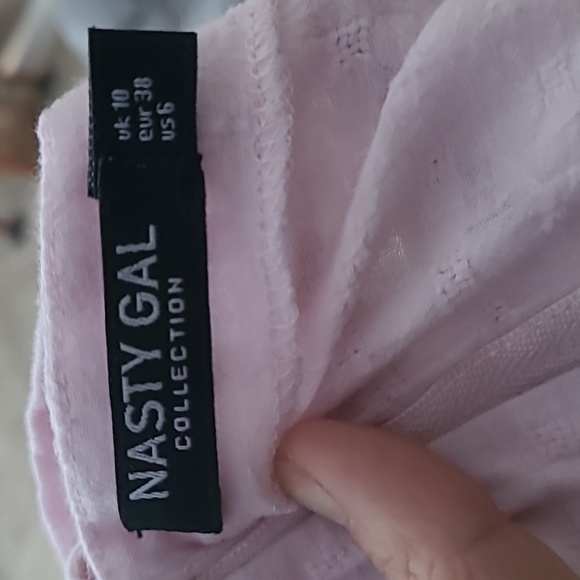 uk 10
eur 38
us 6
NASTY GAL
COLLECTION